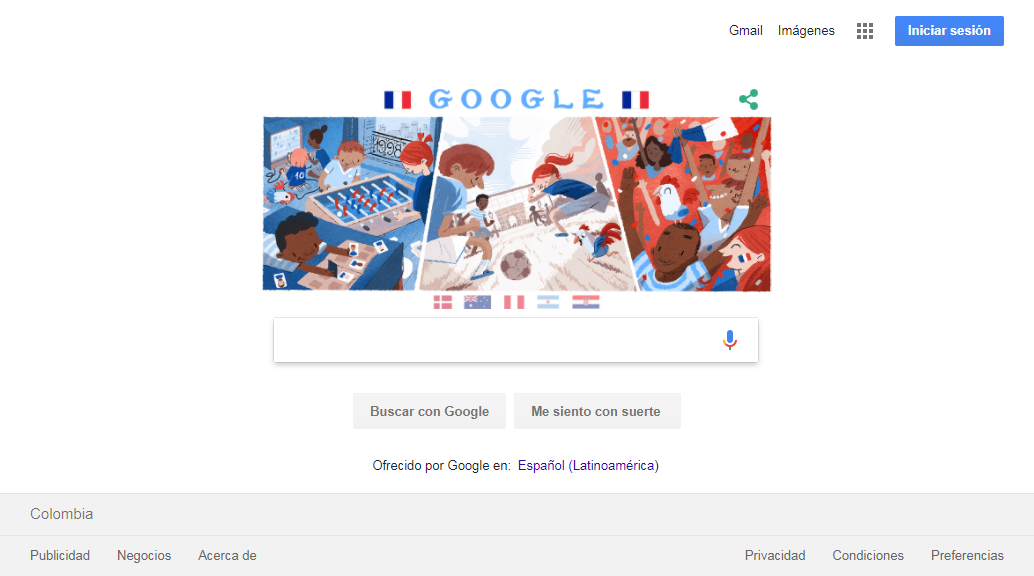 Gmail Imágenes Iniciar sesión
GOOGLE
1998
10
Buscar con Google Me siento con suerte
Ofrecido por Google en: Español (Latinoamérica)
Colombia
Publicidad Negocios Acerca de Privacidad Condiciones Preferencias